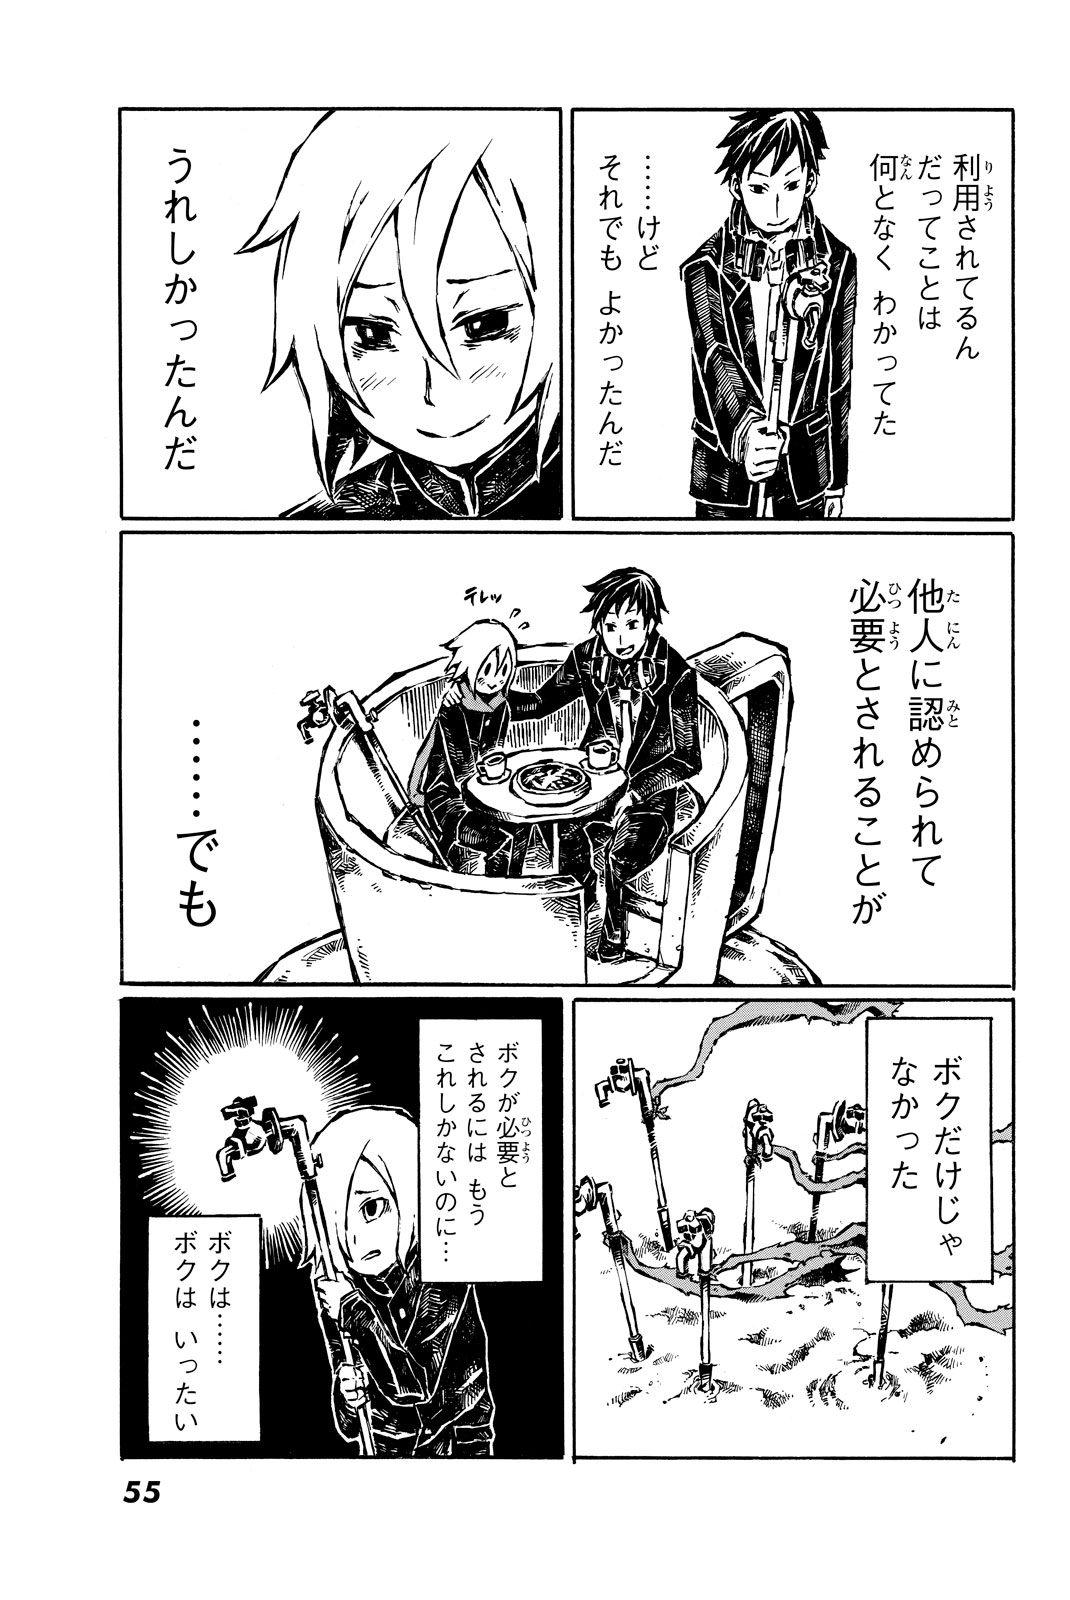 利用されてるん
だってことは
何となく わかってた
……けど
それでも よかったんだ
うれしかったんだ
他人に認められて
必要とされることが
テレッ
……でも
ボクだけじゃ
なかった
ボクが必要と
されるには もう
これしかないのに…
ボクは……
ボクは いったい
55